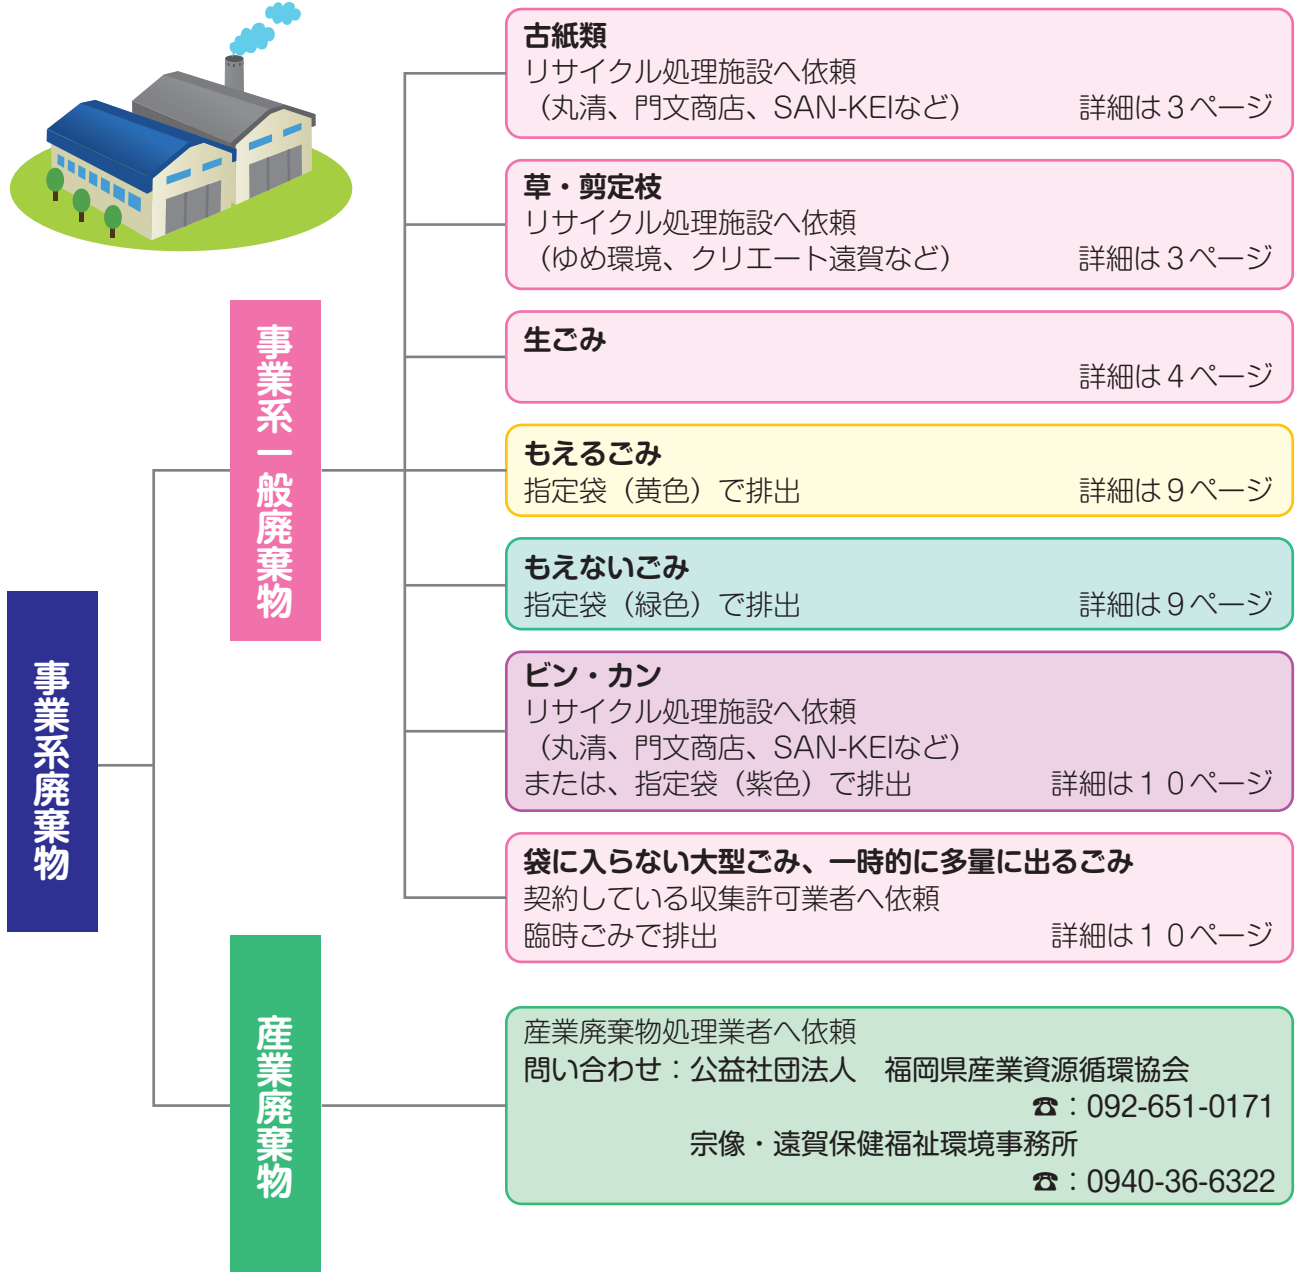 事業系廃棄物
事業系一般廃棄物
古紙類
リサイクル処理施設へ依頼
（丸清、門文商店、SAN-KEIなど） 詳細は３ページ
草・剪定枝
リサイクル処理施設へ依頼
（ゆめ環境、クリエート遠賀など） 詳細は３ページ
生ごみ
詳細は４ページ
もえるごみ
指定袋（黄色）で排出 詳細は９ページ
もえないごみ
指定袋（緑色）で排出 詳細は９ページ
ビン・カン
リサイクル処理施設へ依頼
（丸清、門文商店、SAN-KEIなど）
または、指定袋（紫色）で排出 詳細は１０ページ
袋に入らない大型ごみ、一時的に多量に出るごみ
契約している収集許可業者へ依頼
臨時ごみで排出 詳細は１０ページ
産業廃棄物
産業廃棄物処理業者へ依頼
問い合わせ：公益社団法人　福岡県産業資源循環協会
☎：092-651-0171
宗像・遠賀保健福祉環境事務所
☎：0940-36-6322